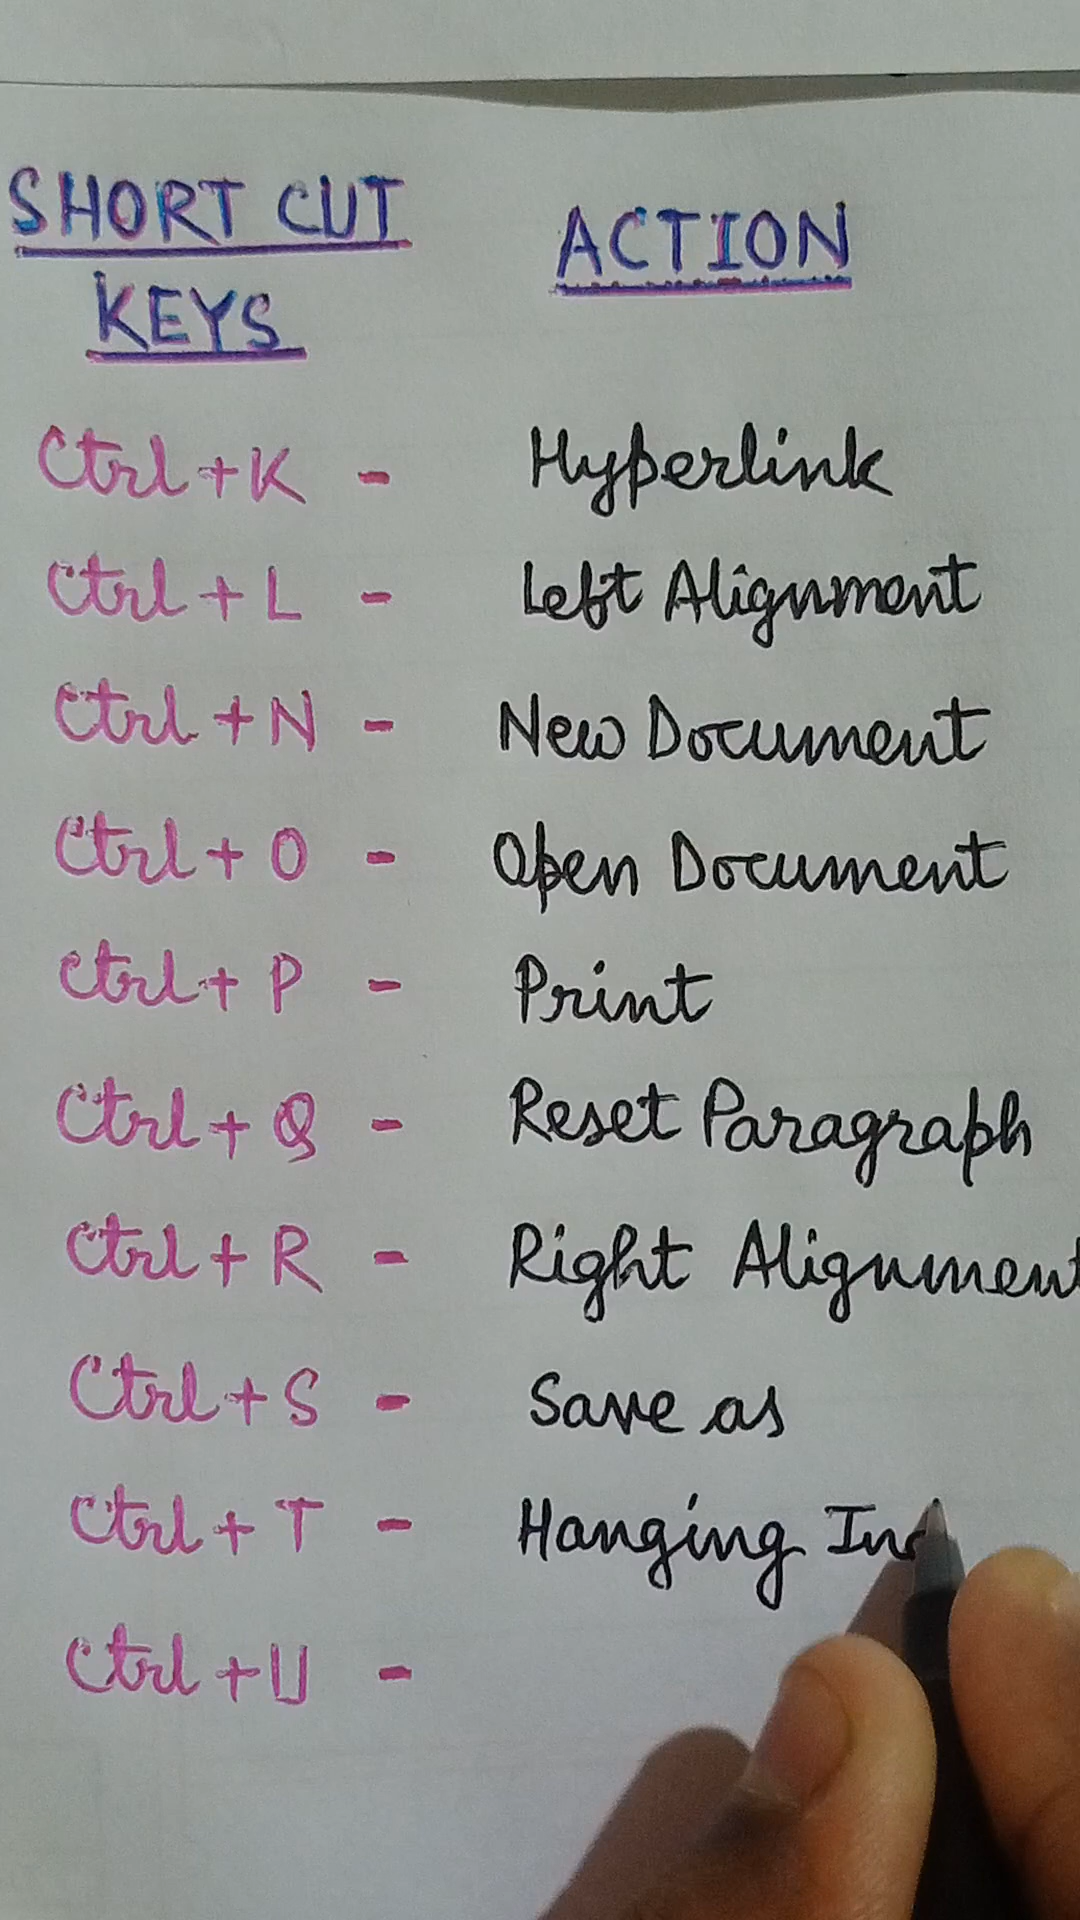 SHORT CUT KEYS ACTION
Ctrl + K - Hyperlink
Ctrl + L - Left Alignment
Ctrl + N - New Document
Ctrl + O - Open Document
Ctrl + P - Print
Ctrl + Q - Reset Paragraph
Ctrl + R - Right Alignment
Ctrl + S - Save as
Ctrl + T - Hanging Ind
Ctrl + U -